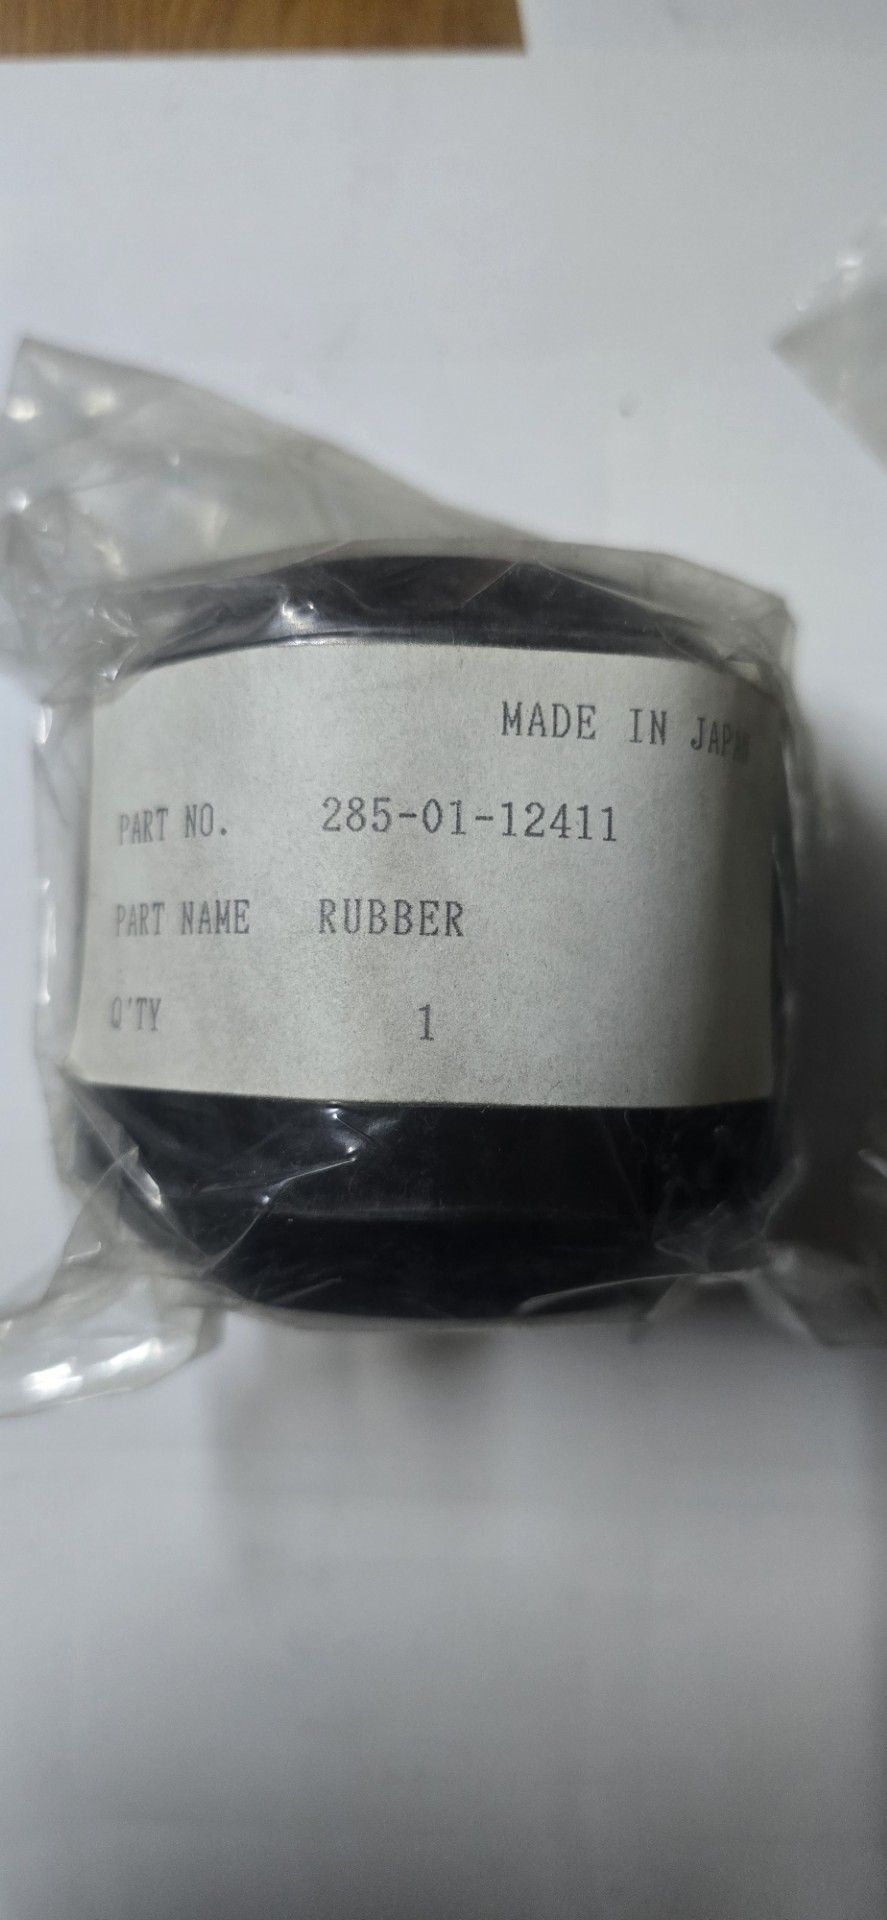 MADE IN JAPAN
PART NO. 285-01-12411
PART NAME RUBBER
Q'TY 1